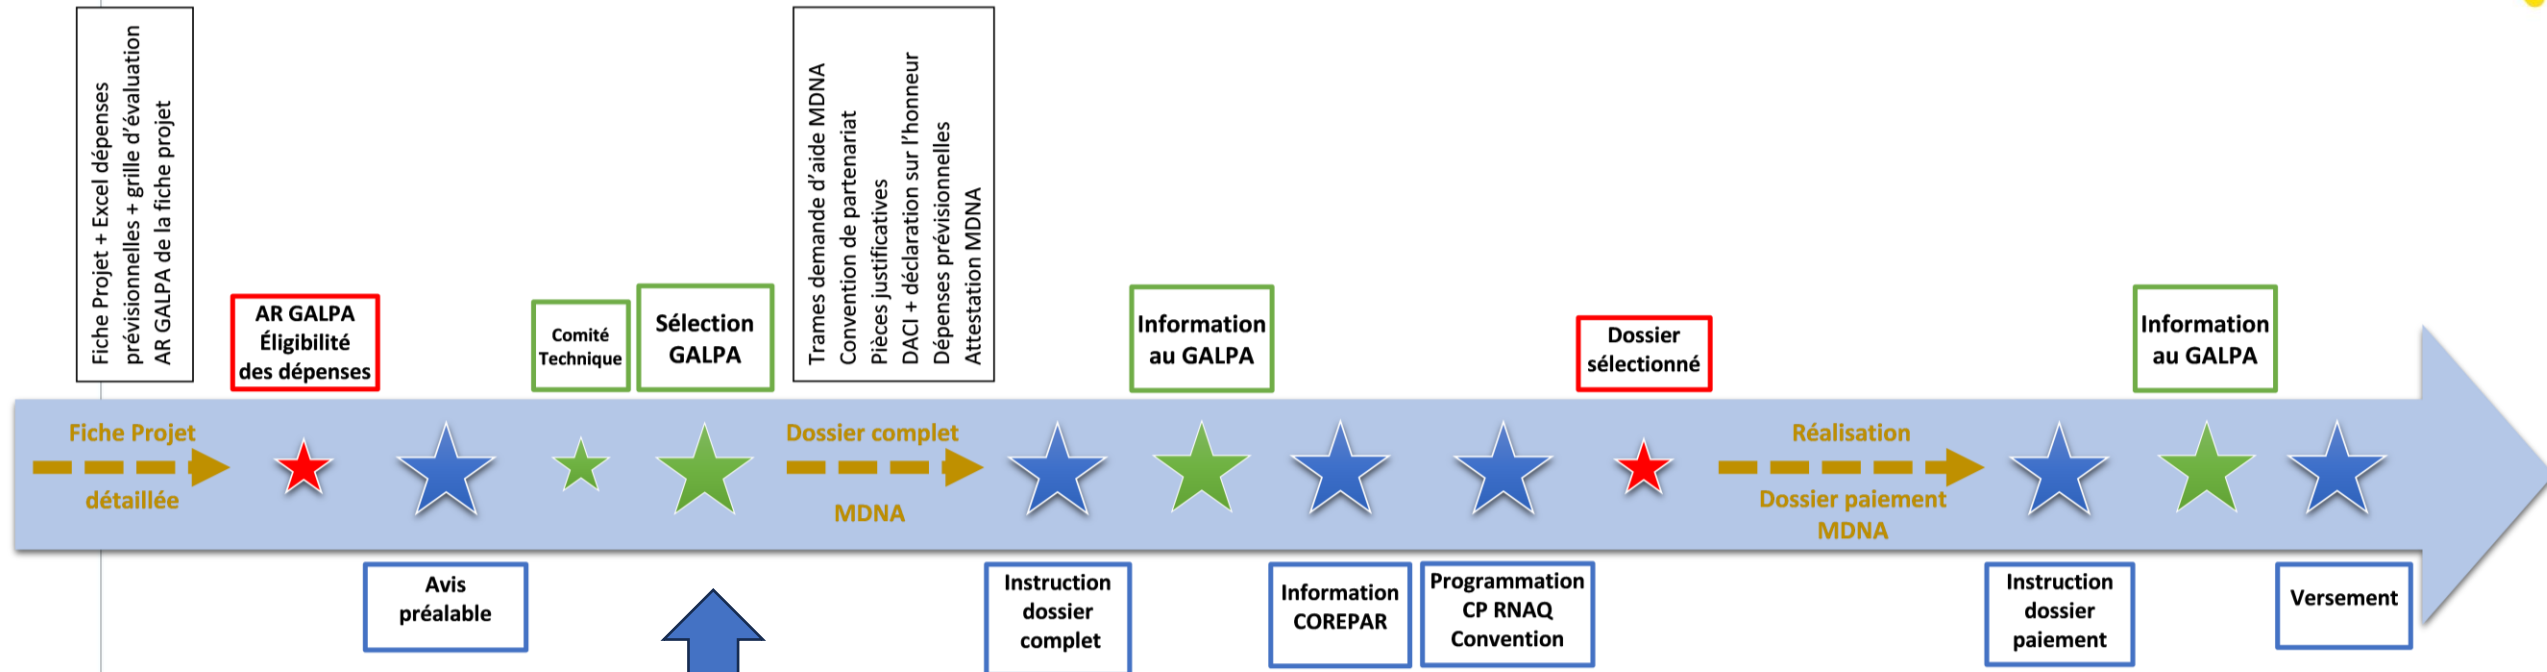 Fiche Projet + Excel dépenses
prévisionnelles + grille d'évaluation
AR GALPA de la fiche projet
AR GALPA
Éligibilité
des dépenses
Comité
Technique
Sélection
GALPA
Trames demande d'aide MDNA
Convention de partenariat
Pièces justificatives
DACI + déclaration sur l'honneur
Dépenses prévisionnelles
Attestation MDNA
Information
au GALPA
Dossier
sélectionné
Information
au GALPA
Fiche Projet
détaillée
Dossier complet
MDNA
Réalisation
Dossier paiement
MDNA
Avis
préalable
Instruction
dossier
complet
Information
COREPAR
Programmation
CP RNAQ
Convention
Instruction
dossier
paiement
Versement